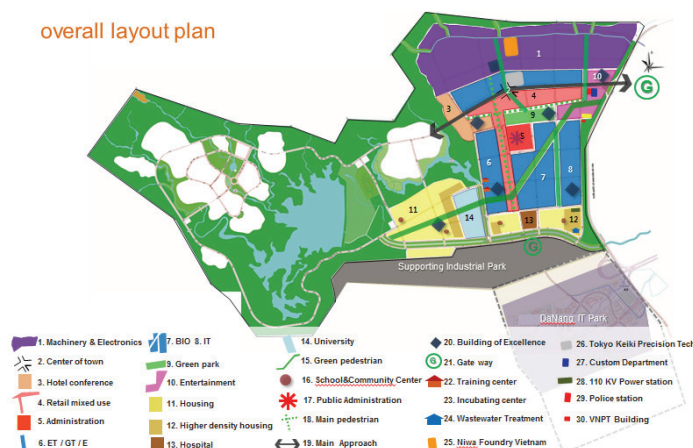 overall layout plan
1
10
G
3
2
4
9
5
6
7
8
11
14
13
12
G
Supporting Industrial Park
DaNang IT Park
1. Machinery & Electronics
2. Center of town
3. Hotel conference
4. Retail mixed use
5. Administration
6. ET / GT / E
7. BIO 8. IT
9. Green park
10. Entertainment
11. Housing
12. Higher density housing
13. Hospital
14. University
15. Green pedestrian
16. School&Community Center
17. Public Administration
18. Main pedestrian
19. Main Approach
20. Building of Excellence
G 21. Gate way
22. Training center
23. Incubating center
24. Wastewater Treatment
25. Niwa Foundry Vietnam
26. Tokyo Keiki Precision Tech
27. Custom Department
28. 110 KV Power station
29. Police station
30. VNPT Building